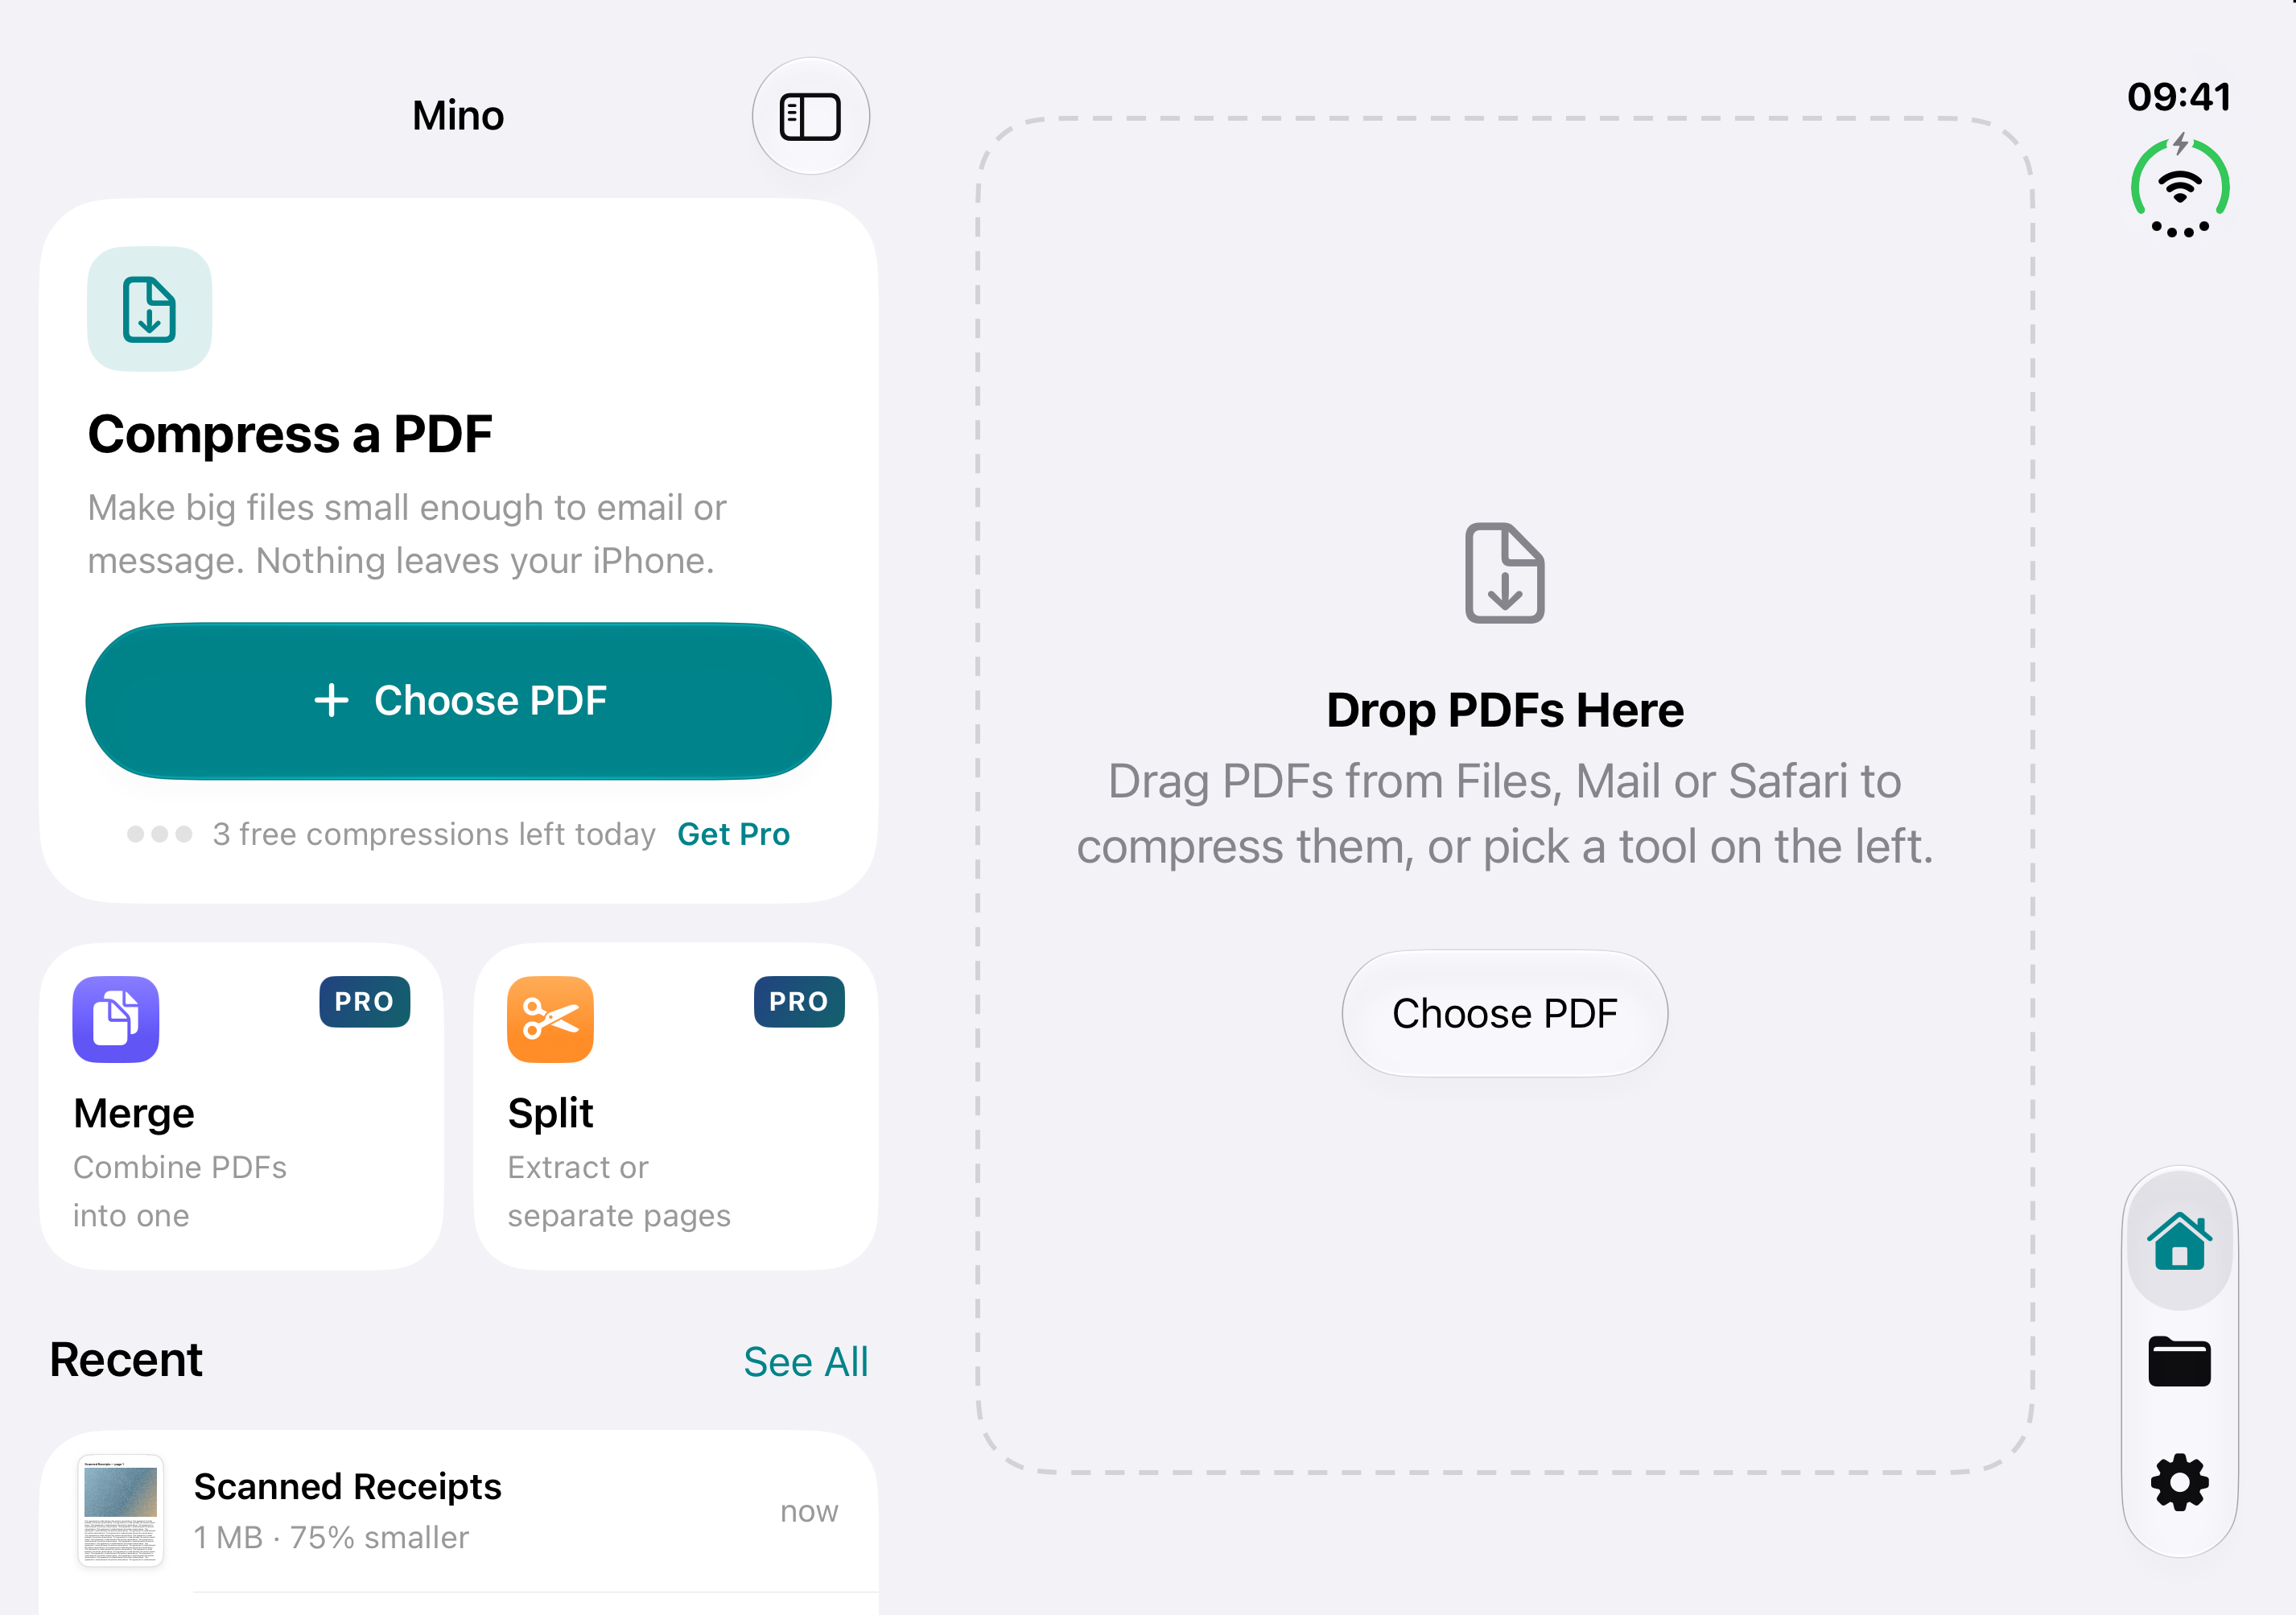 Mino
Compress a PDF
Make big files small enough to email or
message. Nothing leaves your iPhone.
Choose PDF
3 free compressions left today Get Pro
PRO
Merge
Combine PDFs
into one
PRO
Split
Extract or
separate pages
Recent
See All
Scanned Receipts
1 MB · 75% smaller
now
Drop PDFs Here
Drag PDFs from Files, Mail or Safari to
compress them, or pick a tool on the left.
Choose PDF
09:41